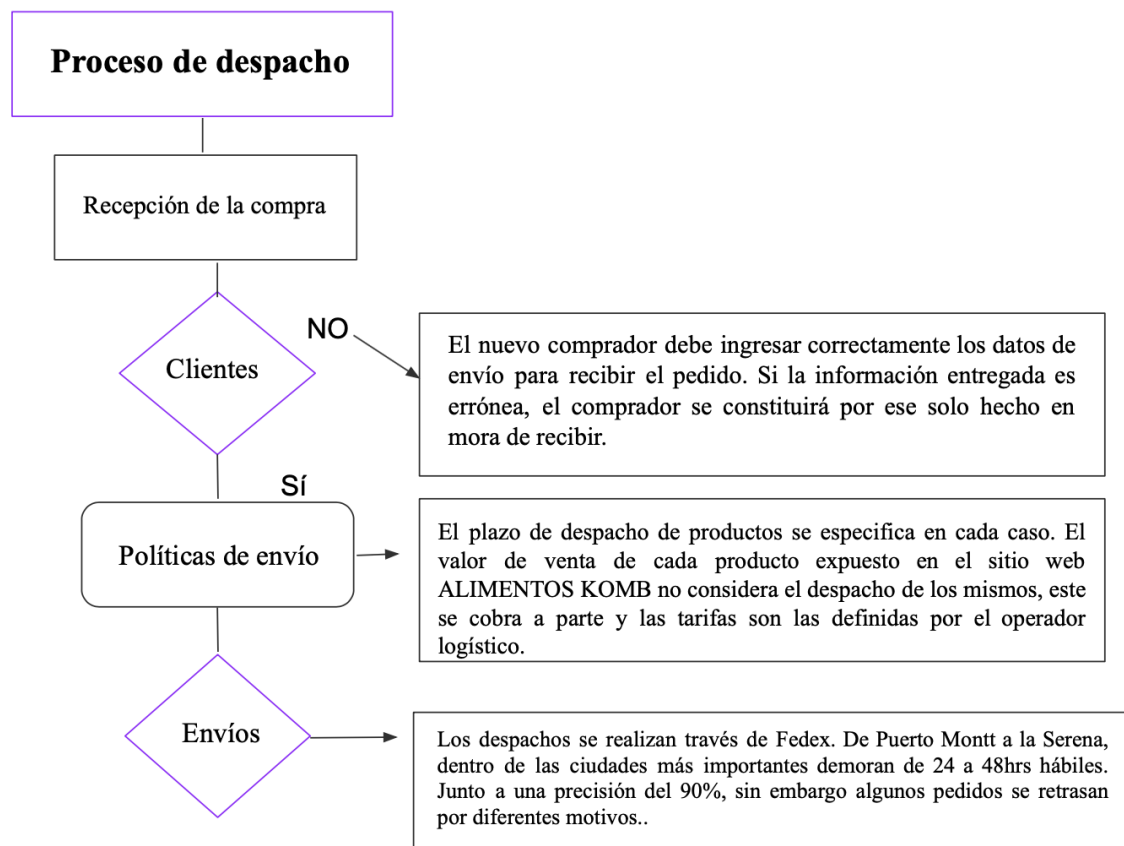 Proceso de despacho
Recepción de la compra
Clientes
NO
El nuevo comprador debe ingresar correctamente los datos de
envío para recibir el pedido. Si la información entregada es
errónea, el comprador se constituirá por ese solo hecho en
mora de recibir.
Sí
Políticas de envío
El plazo de despacho de productos se especifica en cada caso. El
valor de venta de cada producto expuesto en el sitio web
ALIMENTOS KOMB no considera el despacho de los mismos, este
se cobra a parte y las tarifas son las definidas por el operador
logístico.
Envíos
Los despachos se realizan través de Fedex. De Puerto Montt a la Serena,
dentro de las ciudades más importantes demoran de 24 a 48hrs hábiles.
Junto a una precisión del 90%, sin embargo algunos pedidos se retrasan
por diferentes motivos..